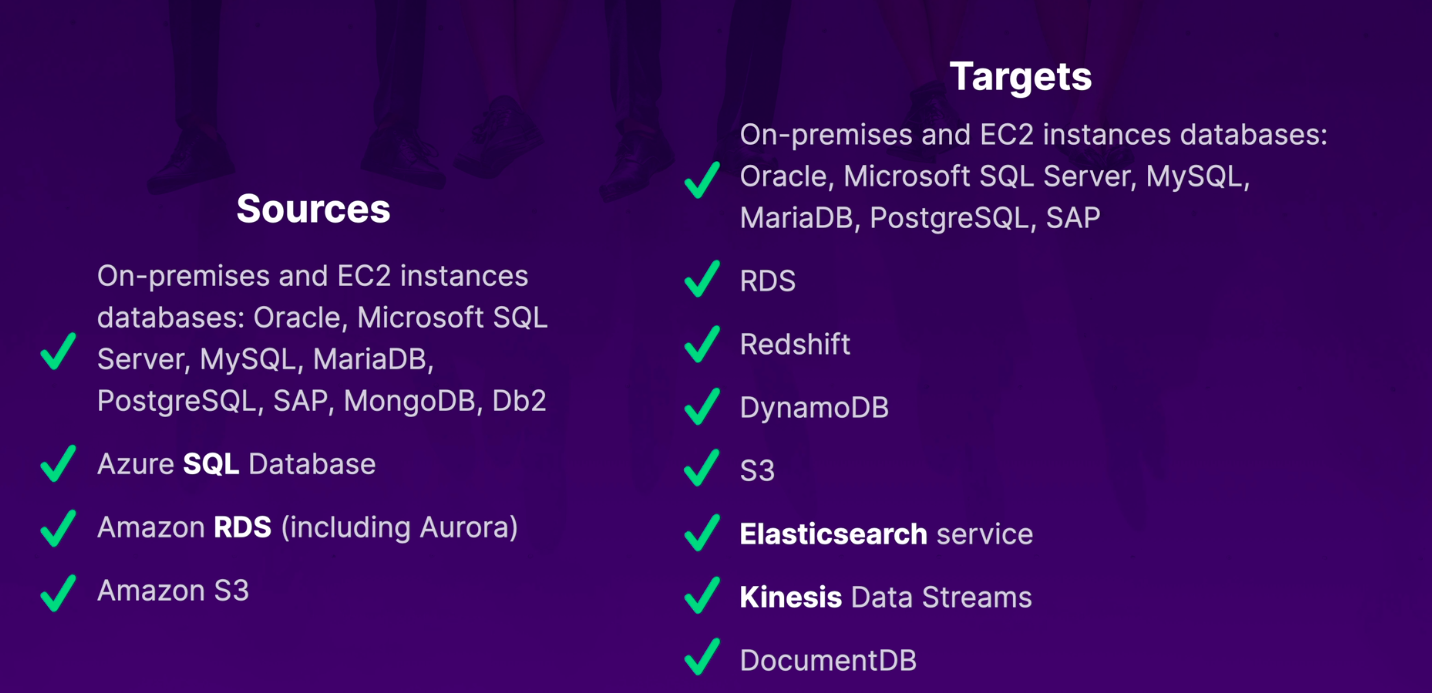 Sources
On-premises and EC2 instances
databases: Oracle, Microsoft SQL
Server, MySQL, MariaDB,
PostgreSQL, SAP, MongoDB, Db2
Azure SQL Database
Amazon RDS (including Aurora)
Amazon S3
Targets
On-premises and EC2 instances databases:
Oracle, Microsoft SQL Server, MySQL,
MariaDB, PostgreSQL, SAP
RDS
Redshift
DynamoDB
S3
Elasticsearch service
Kinesis Data Streams
DocumentDB